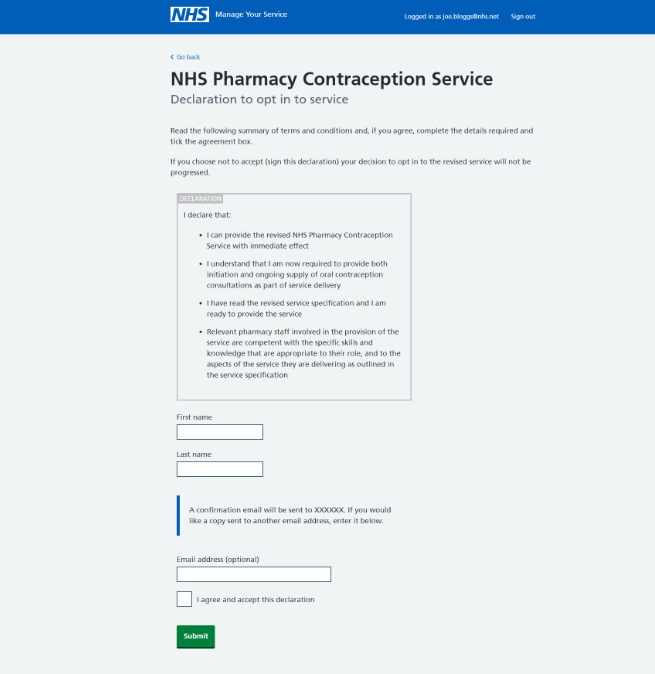 NHS Manage Your Service
Logged in as joe.bloggs@nhs.net Sign out
Go back
NHS Pharmacy Contraception Service
Declaration to opt in to service
Read the following summary of terms and conditions and, if you agree, complete the details required and
tick the agreement box.
If you choose not to accept (sign this declaration) your decision to opt in to the revised service will not be
progressed.
DECLARATION
I declare that:
• I can provide the revised NHS Pharmacy Contraception
Service with immediate effect
• I understand that I am now required to provide both
initiation and ongoing supply of oral contraception
consultations as part of service delivery
• I have read the revised service specification and I am
ready to provide the service
• Relevant pharmacy staff involved in the provision of the
service are competent with the specific skills and
knowledge that are appropriate to their role, and to the
aspects of the service they are delivering as outlined in
the service specification
First name
Last name
A confirmation email will be sent to XXXXXX. If you would
like a copy sent to another email address, enter it below.
Email address (optional)
I agree and accept this declaration
Submit